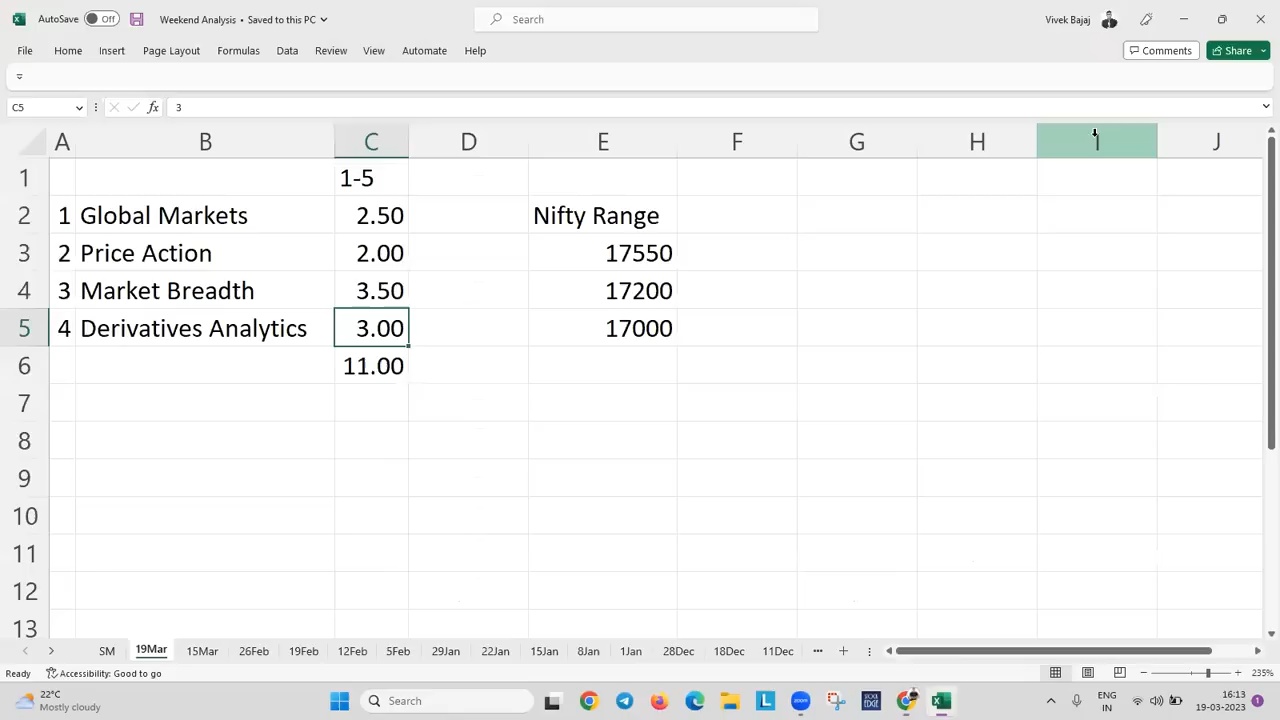 AutoSave Off Weekend Analysis • Saved to this PC Search Vivek Bajaj
File Home Insert Page Layout Formulas Data Review View Automate Help Comments Share
C5 fx 3
A B C D E F G H I J
1 1-5
2 1 Global Markets 2.50 Nifty Range
3 2 Price Action 2.00 17550
4 3 Market Breadth 3.50 17200
5 4 Derivatives Analytics 3.00 17000
6 11.00
7
8
9
10
11
12
13
SM 19Mar 15Mar 26Feb 19Feb 12Feb 5Feb 29Jan 22Jan 15Jan 8Jan 1Jan 28Dec 18Dec 11Dec ...
Ready Accessibility: Good to go 235%
22°C ENG 16:13
Mostly cloudy Search IN 19-03-2023 1